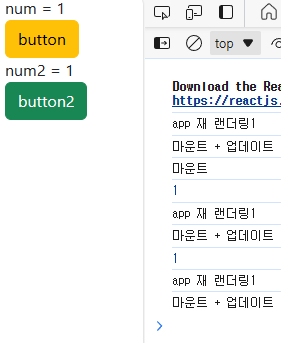 num = 1
button
num2 = 1
button2
top
Download the Rea
https://reactjs.
app 재 랜더링1
마운트 + 업데이트
마운트
1
app 재 랜더링1
마운트 + 업데이트
1
app 재 랜더링1
마운트 + 업데이트